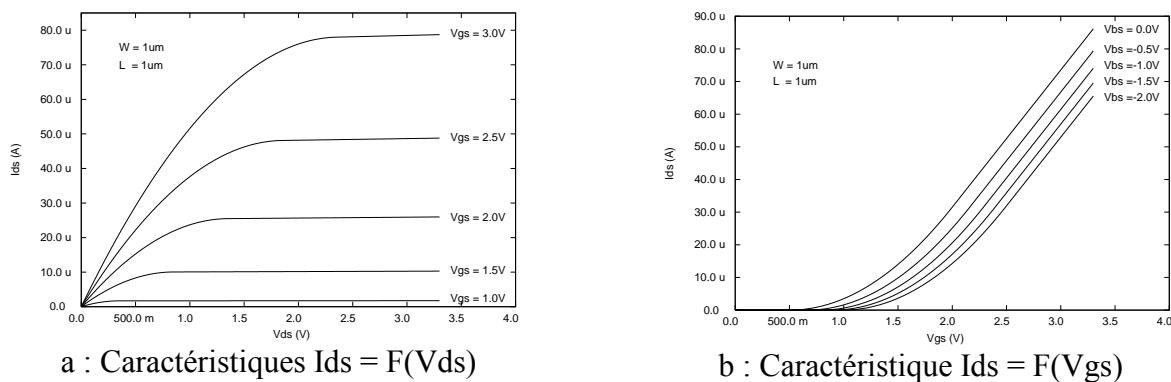 80.0 u
70.0 u
60.0 u
50.0 u
40.0 u
30.0 u
20.0 u
10.0 u
0.0
Ids (A)
W = 1um
L = 1um
Vgs = 3.0V
Vgs = 2.5V
Vgs = 2.0V
Vgs = 1.5V
Vgs = 1.0V
0.0 500.0 m 1.0 1.5 2.0 2.5 3.0 3.5 4.0
Vds (V)
a : Caractéristiques Ids = F(Vds)
90.0 u
80.0 u
70.0 u
60.0 u
50.0 u
40.0 u
30.0 u
20.0 u
10.0 u
0.0
Ids (A)
W = 1um
L = 1um
Vbs = 0.0V
Vbs =-0.5V
Vbs =-1.0V
Vbs =-1.5V
Vbs =-2.0V
0.0 500.0 m 1.0 1.5 2.0 2.5 3.0 3.5 4.0
Vgs (V)
b : Caractéristique Ids = F(Vgs)